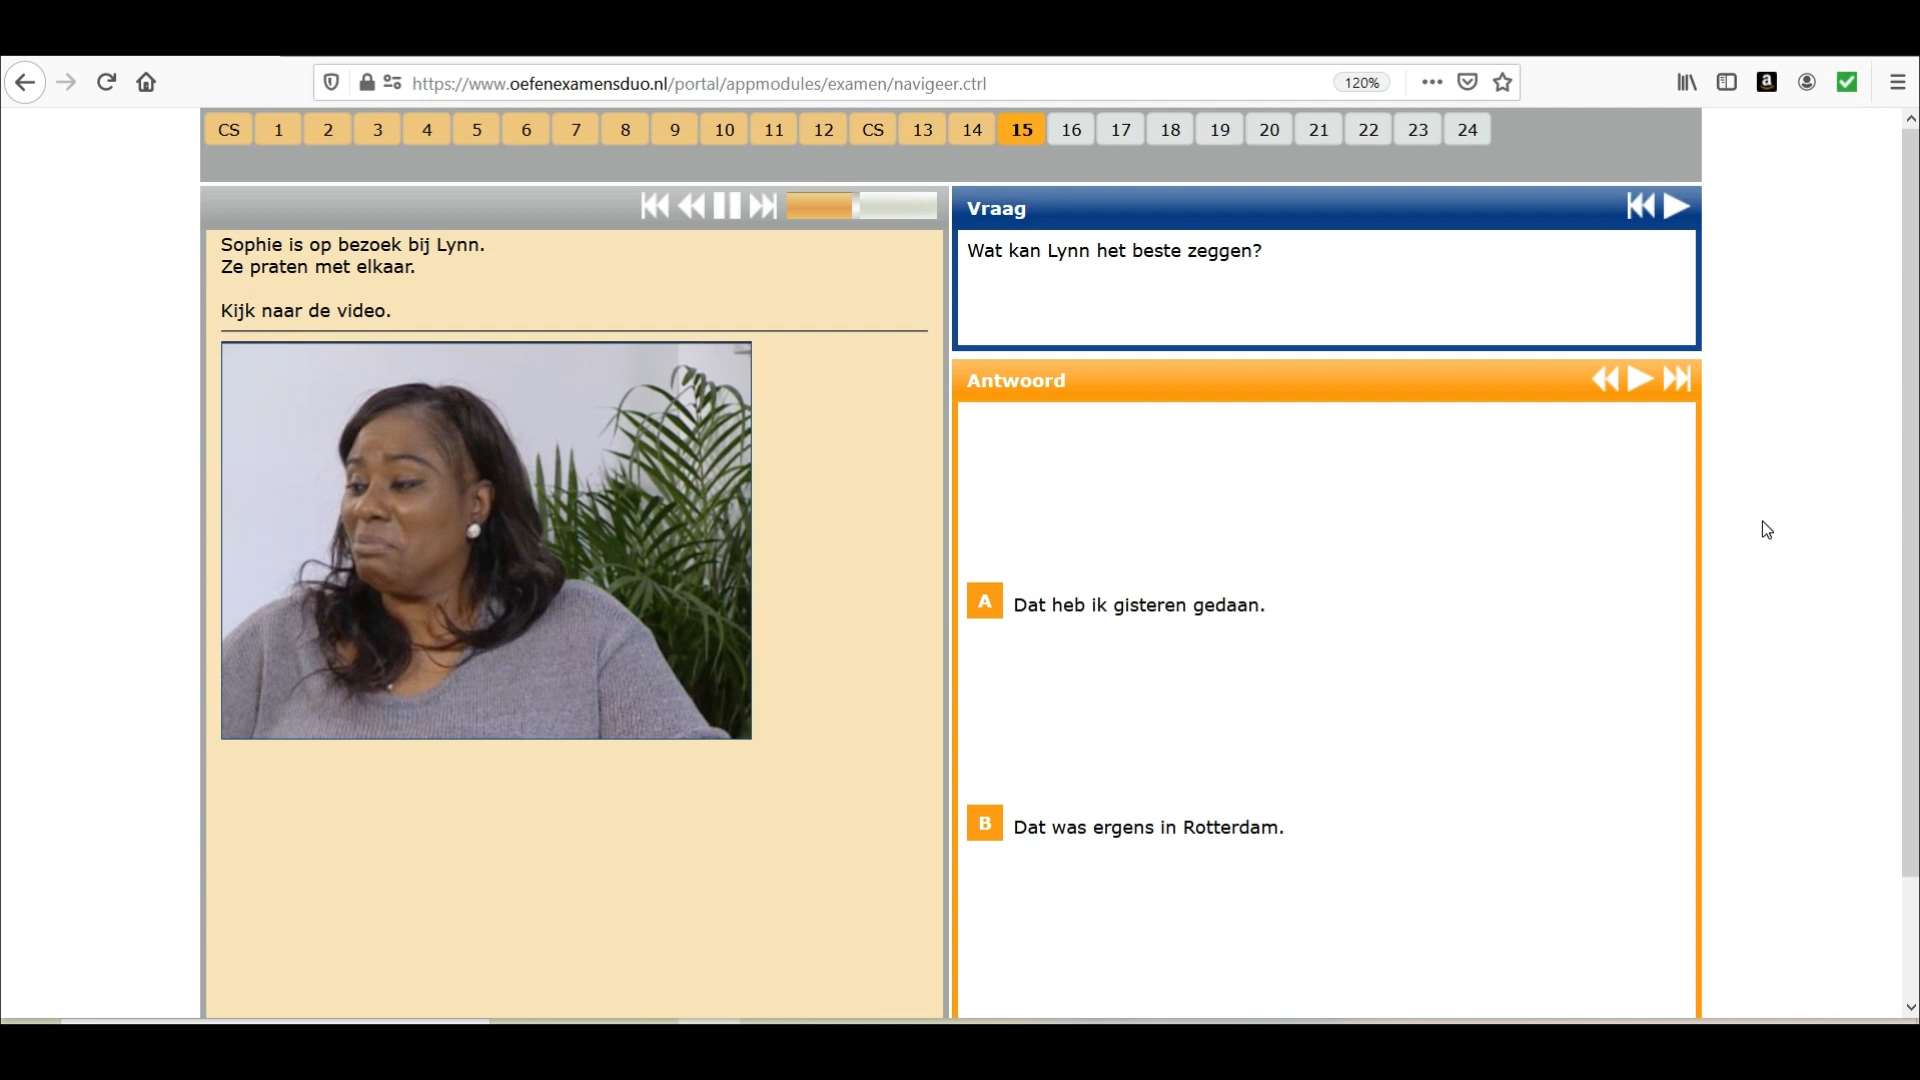 https://www.oefenexamensduo.nl/portal/appmodules/examen/navigeer.ctrl
120%
CS 1 2 3 4 5 6 7 8 9 10 11 12 CS 13 14 15 16 17 18 19 20 21 22 23 24
Sophie is op bezoek bij Lynn.
Ze praten met elkaar.
Kijk naar de video.
Vraag
Wat kan Lynn het beste zeggen?
Antwoord
A Dat heb ik gisteren gedaan.
B Dat was ergens in Rotterdam.